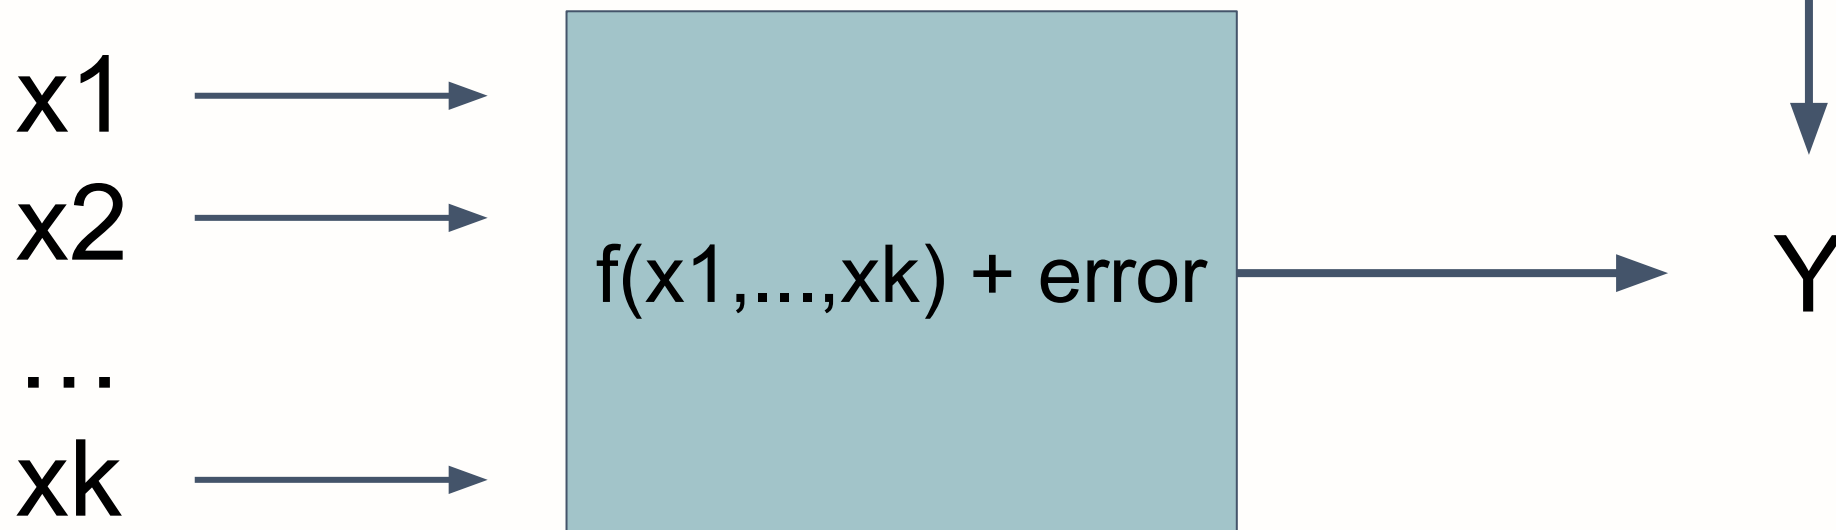 x1
x2
f(x1,...,xk) + error
Y
...
xk